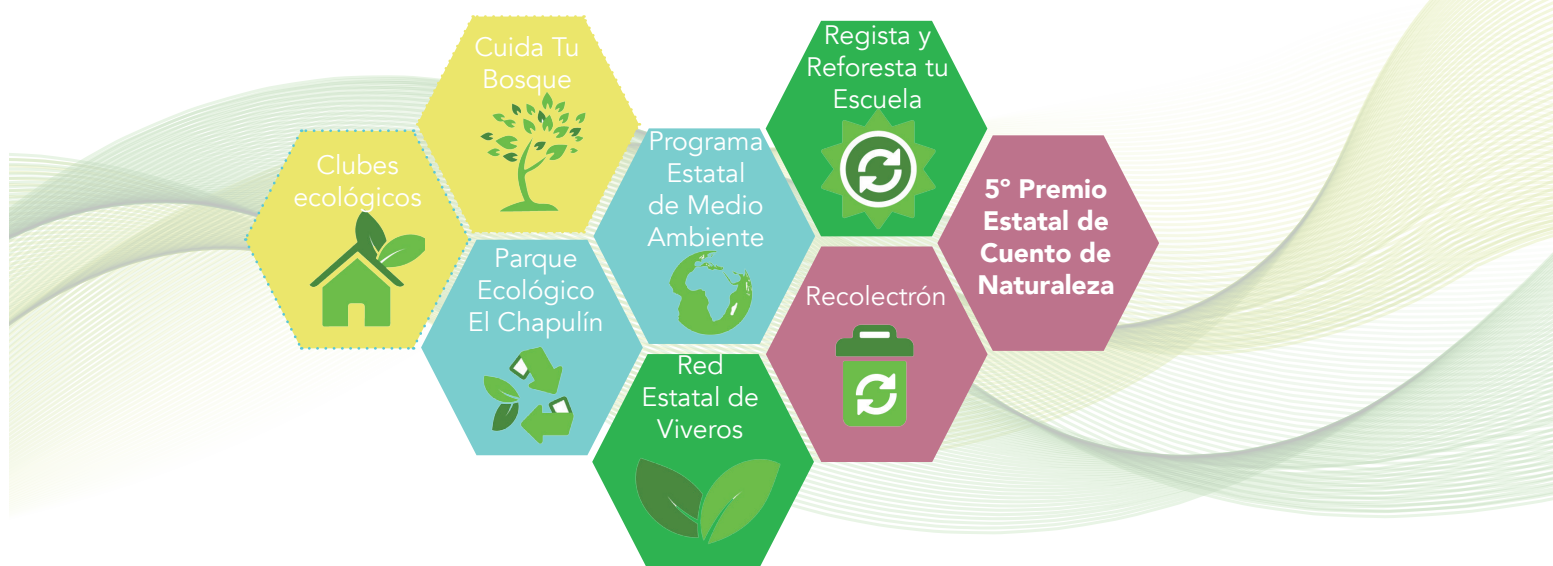 Cuida Tu
Bosque
Regista y
Reforesta tu
Escuela
Clubes
ecológicos
Programa
Estatal
de Medio
Ambiente
5º Premio
Estatal de
Cuento de
Naturaleza
Parque
Ecológico
El Chapulín
Recolectrón
Red
Estatal de
Viveros